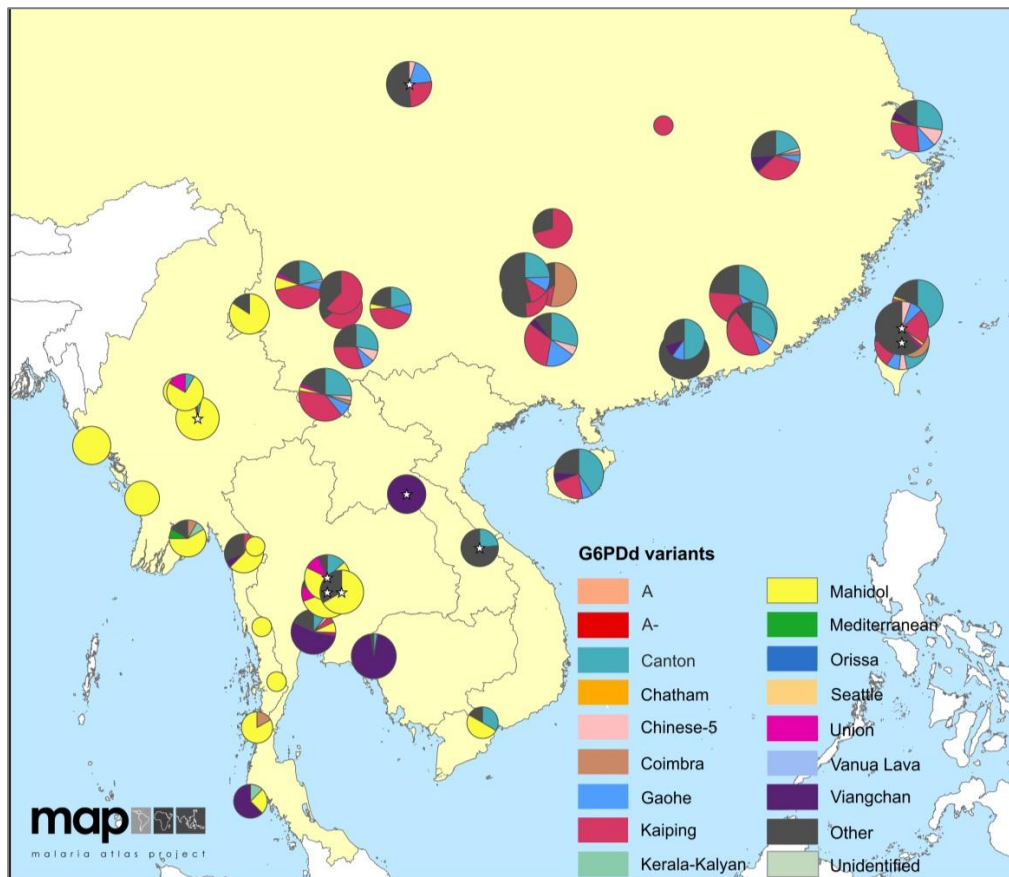 G6PDd variants
A
A-
Canton
Chatham
Chinese-5
Coimbra
Gaohe
Kaiping
Kerala-Kalyan
Mahidol
Mediterranean
Orissa
Seattle
Union
Vanua Lava
Viangchan
Other
Unidentified
map
malaria atlas project